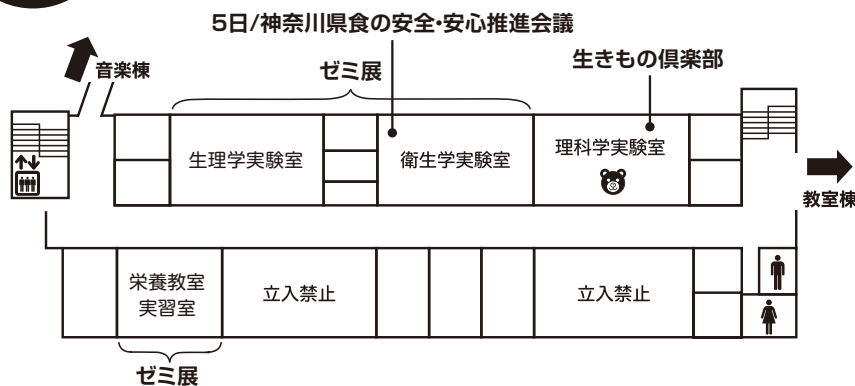 5日/神奈川県食の安全・安心推進会議
音楽棟
ゼミ展
生きもの倶楽部
生理学実験室
衛生学実験室
理科学実験室
教室棟
栄養教室
実習室
立入禁止
立入禁止
ゼミ展